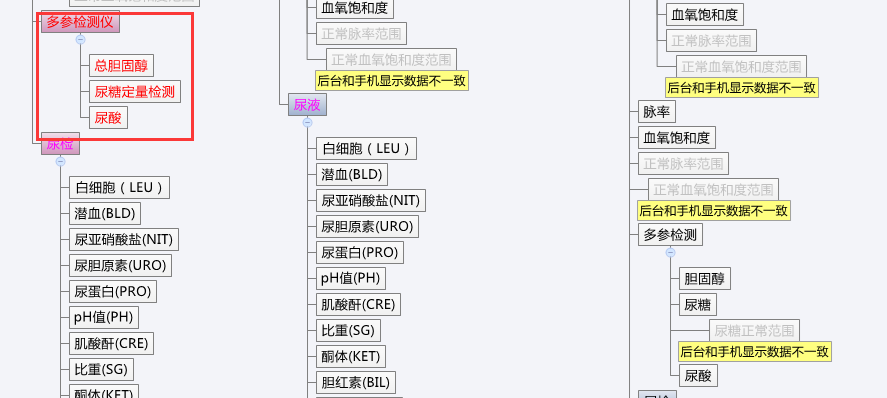 多参检测仪
总胆固醇
尿糖定量检测
尿酸
尿检
白细胞（LEU）
潜血(BLD)
尿亚硝酸盐(NIT)
尿胆原素(URO)
尿蛋白(PRO)
pH值(PH)
肌酸酐(CRE)
比重(SG)
酮体(KET)
血氧饱和度
正常脉率范围
正常血氧饱和度范围
后台和手机显示数据不一致
尿液
白细胞（LEU）
潜血(BLD)
尿亚硝酸盐(NIT)
尿胆原素(URO)
尿蛋白(PRO)
pH值(PH)
肌酸酐(CRE)
比重(SG)
酮体(KET)
胆红素(BIL)
血氧饱和度
正常脉率范围
正常血氧饱和度范围
后台和手机显示数据不一致
脉率
血氧饱和度
正常脉率范围
正常血氧饱和度范围
后台和手机显示数据不一致
多参检测
胆固醇
尿糖
尿糖正常范围
后台和手机显示数据不一致
尿酸